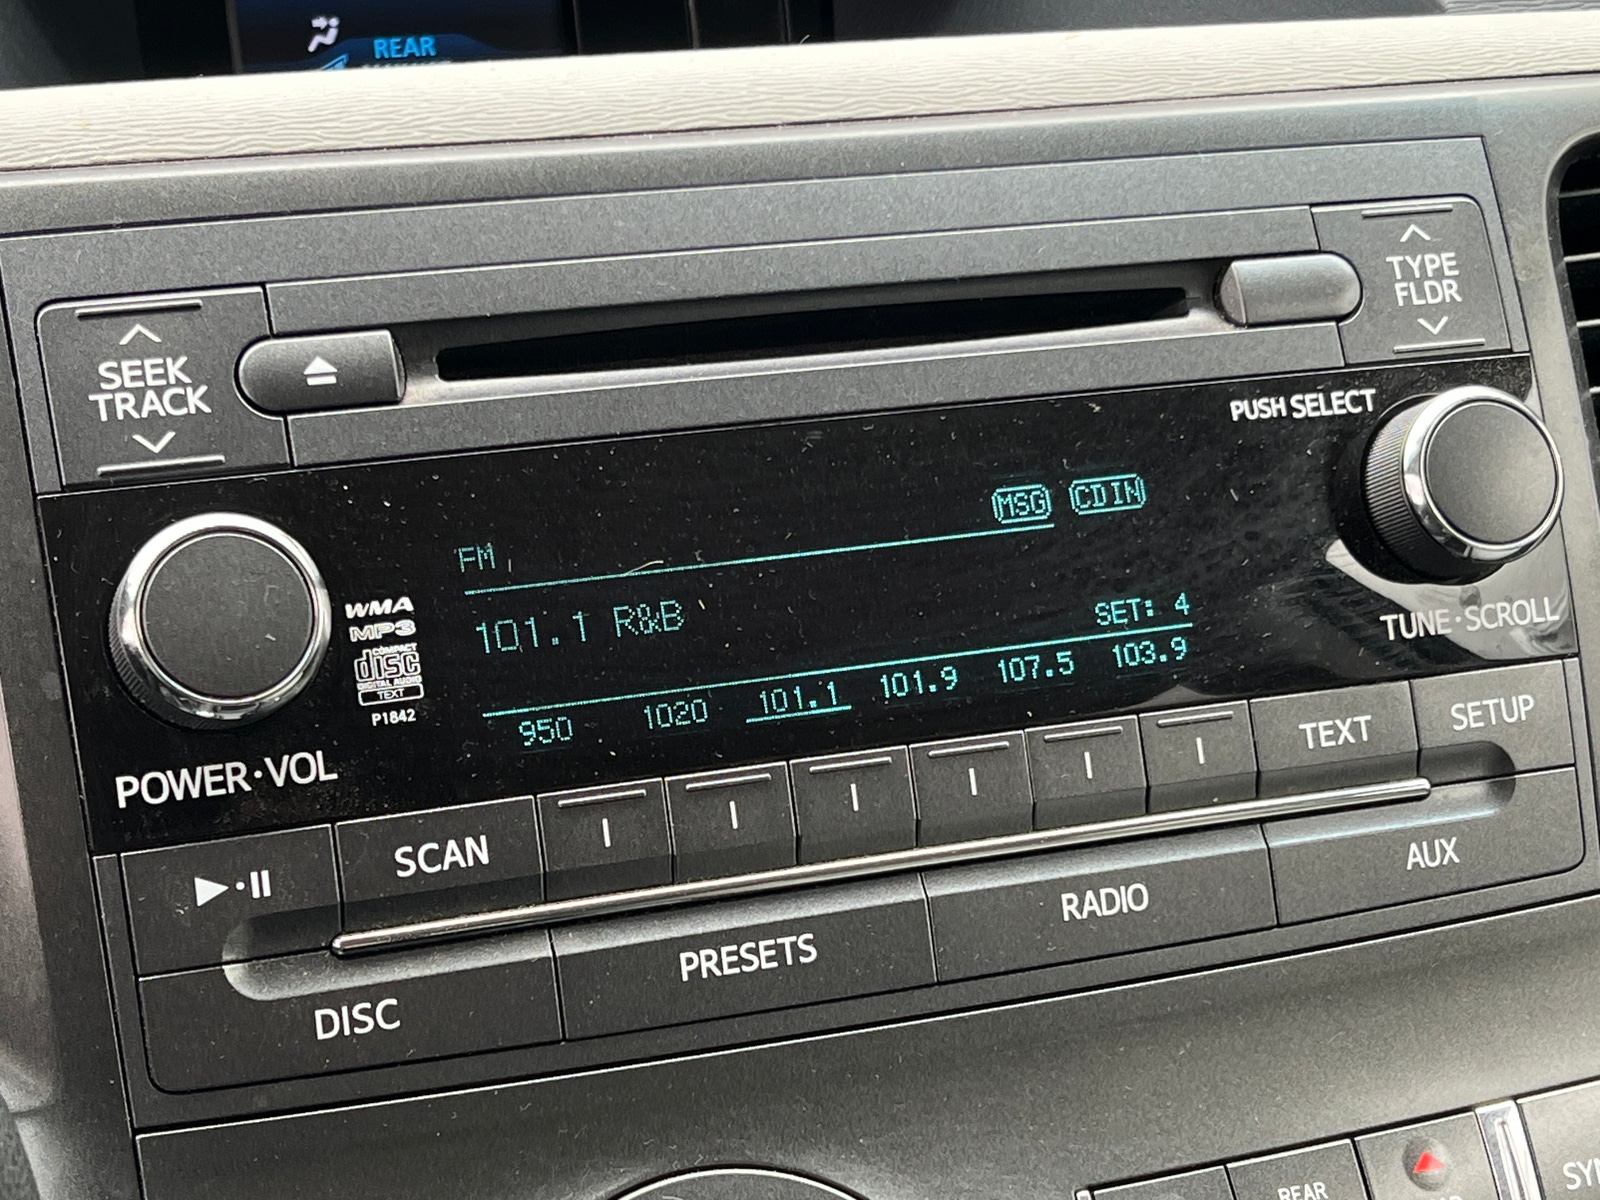 REAR
TYPE
FLDR
SEEK
TRACK
PUSH SELECT
MSG CD IN
FM
WMA
MP3
COMPACT
disc
DIGITAL AUDIO
TEXT
P1842
101.1 R&B
SET: 4
950 1020 101.1 101.9 107.5 103.9
TUNE·SCROLL
POWER·VOL
SCAN
TEXT
SETUP
DISC
PRESETS
RADIO
AUX
REAR